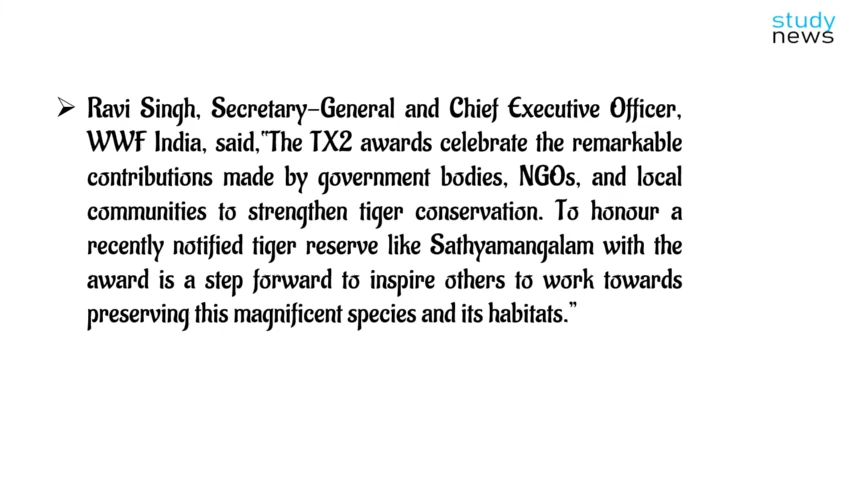 study
news
➢ Ravi Singh, Secretary-General and Chief Executive Officer,
WWF India, said,"The TX2 awards celebrate the remarkable
contributions made by government bodies, NGOs, and local
communities to strengthen tiger conservation. To honour a
recently notified tiger reserve like Sathyamangalam with the
award is a step forward to inspire others to work towards
preserving this magnificent species and its habitats."